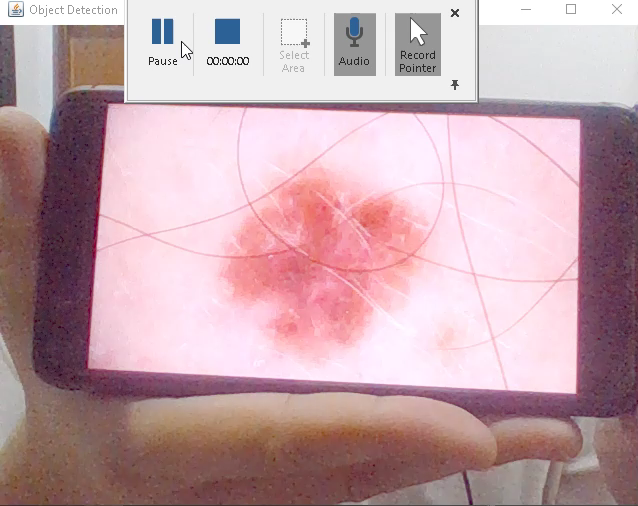 Object Detection
Pause
00:00:00
Select
Area
Audio
Record
Pointer